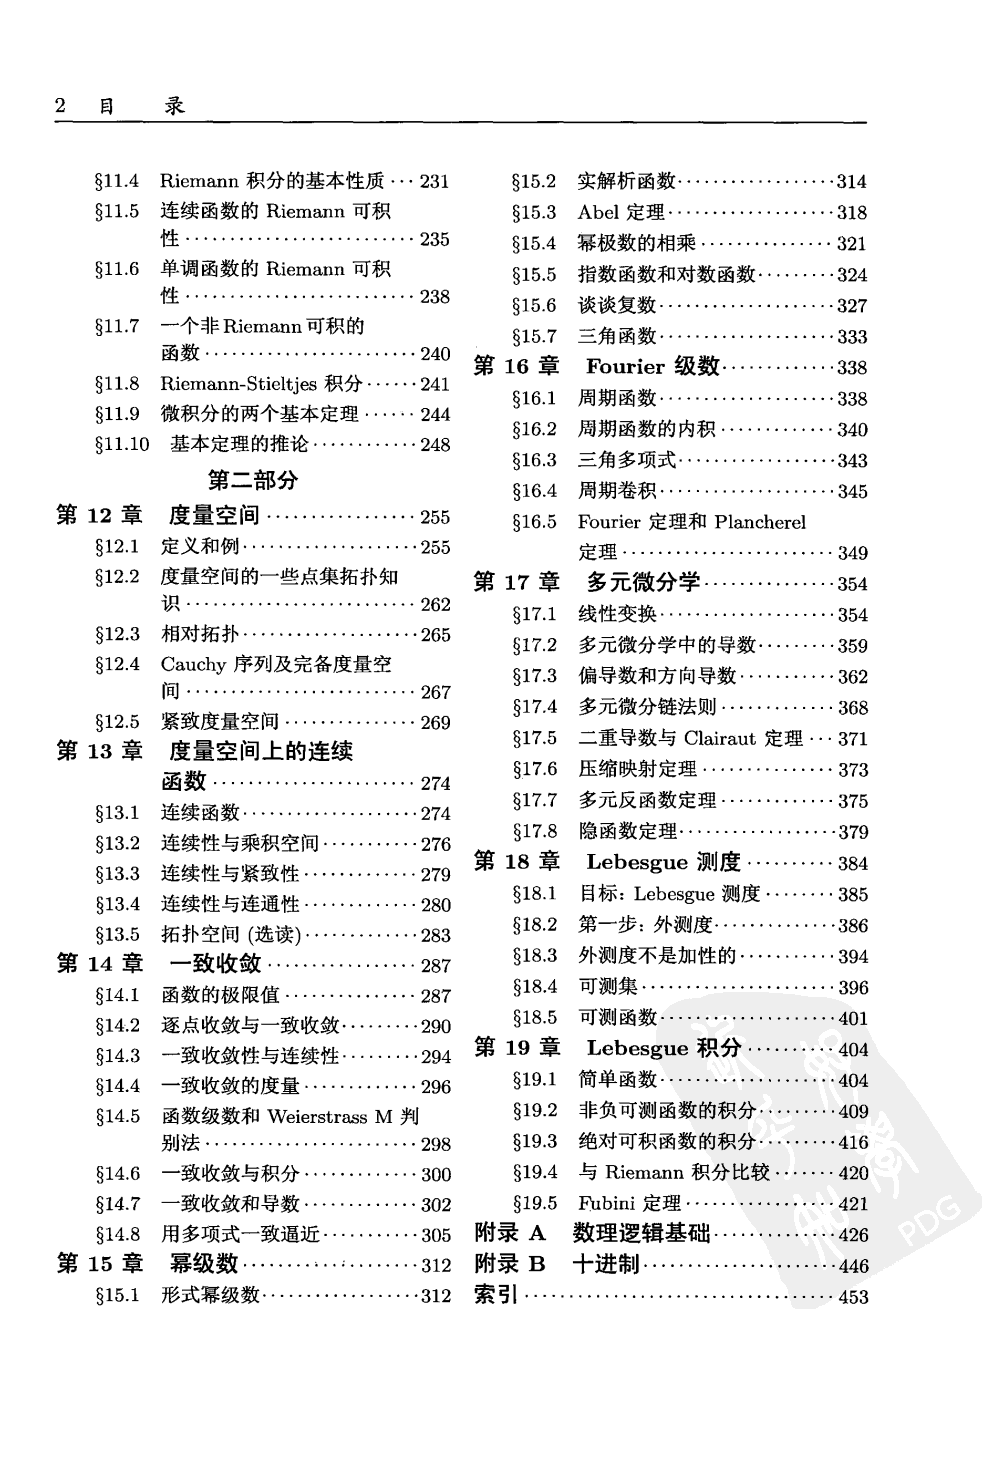 2 目 录
§11.4 Riemann 积分的基本性质 ··· 231
§11.5 连续函数的 Riemann 可积
性 ·························· 235
§11.6 单调函数的 Riemann 可积
性 ·························· 238
§11.7 一个非Riemann可积的
函数 ························ 240
§11.8 Riemann-Stieltjes 积分 ······ 241
§11.9 微积分的两个基本定理 ······ 244
§11.10 基本定理的推论 ············ 248
第二部分
第 12 章 度量空间 ················· 255
§12.1 定义和例 ···················· 255
§12.2 度量空间的一些点集拓扑知
识 ·························· 262
§12.3 相对拓扑 ···················· 265
§12.4 Cauchy 序列及完备度量空
间 ·························· 267
§12.5 紧致度量空间 ··············· 269
第 13 章 度量空间上的连续
函数 ······················· 274
§13.1 连续函数 ···················· 274
§13.2 连续性与乘积空间 ··········· 276
§13.3 连续性与紧致性 ············· 279
§13.4 连续性与连通性 ············· 280
§13.5 拓扑空间 (选读) ············· 283
第 14 章 一致收敛 ················· 287
§14.1 函数的极限值 ··············· 287
§14.2 逐点收敛与一致收敛 ········· 290
§14.3 一致收敛性与连续性 ········· 294
§14.4 一致收敛的度量 ············· 296
§14.5 函数级数和 Weierstrass M 判
别法 ························ 298
§14.6 一致收敛与积分 ············· 300
§14.7 一致收敛和导数 ············· 302
§14.8 用多项式一致逼近 ··········· 305
第 15 章 幂级数 ···················· 312
§15.1 形式幂级数 ·················· 312
§15.2 实解析函数 ·················· 314
§15.3 Abel 定理 ··················· 318
§15.4 幂极数的相乘 ··············· 321
§15.5 指数函数和对数函数 ········· 324
§15.6 谈谈复数 ···················· 327
§15.7 三角函数 ···················· 333
第 16 章 Fourier 级数 ············· 338
§16.1 周期函数 ···················· 338
§16.2 周期函数的内积 ············· 340
§16.3 三角多项式 ·················· 343
§16.4 周期卷积 ···················· 345
§16.5 Fourier 定理和 Plancherel
定理 ························ 349
第 17 章 多元微分学 ··············· 354
§17.1 线性变换 ···················· 354
§17.2 多元微分学中的导数 ········· 359
§17.3 偏导数和方向导数 ··········· 362
§17.4 多元微分链法则 ············· 368
§17.5 二重导数与 Clairaut 定理 ··· 371
§17.6 压缩映射定理 ··············· 373
§17.7 多元反函数定理 ············· 375
§17.8 隐函数定理 ·················· 379
第 18 章 Lebesgue 测度 ·········· 384
§18.1 目标: Lebesgue 测度 ········ 385
§18.2 第一步: 外测度 ·············· 386
§18.3 外测度不是加性的 ··········· 394
§18.4 可测集 ······················ 396
§18.5 可测函数 ···················· 401
第 19 章 Lebesgue 积分 ·········· 404
§19.1 简单函数 ···················· 404
§19.2 非负可测函数的积分 ········· 409
§19.3 绝对可积函数的积分 ········· 416
§19.4 与 Riemann 积分比较 ······· 420
§19.5 Fubini 定理 ················· 421
附录 A 数理逻辑基础 ·············· 426
附录 B 十进制 ······················ 446
索引 ··································· 453
PDG